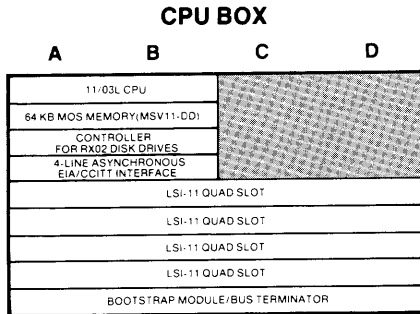 CPU BOX
A B C D
11/03L CPU
64 KB MOS MEMORY(MSV11-DD)
CONTROLLER
FOR RX02 DISK DRIVES
4-LINE ASYNCHRONOUS
EIA/CCITT INTERFACE
LSI-11 QUAD SLOT
LSI-11 QUAD SLOT
LSI-11 QUAD SLOT
LSI-11 QUAD SLOT
BOOTSTRAP MODULE/BUS TERMINATOR